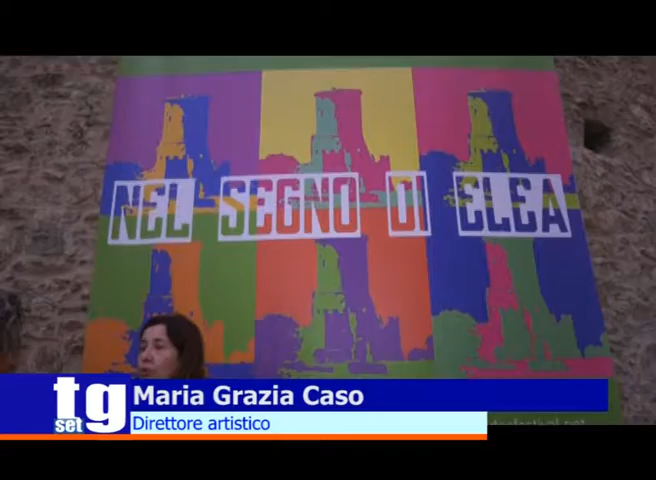 NEL SEGNO DI ELEA
tg
set
Maria Grazia Caso
Direttore artistico